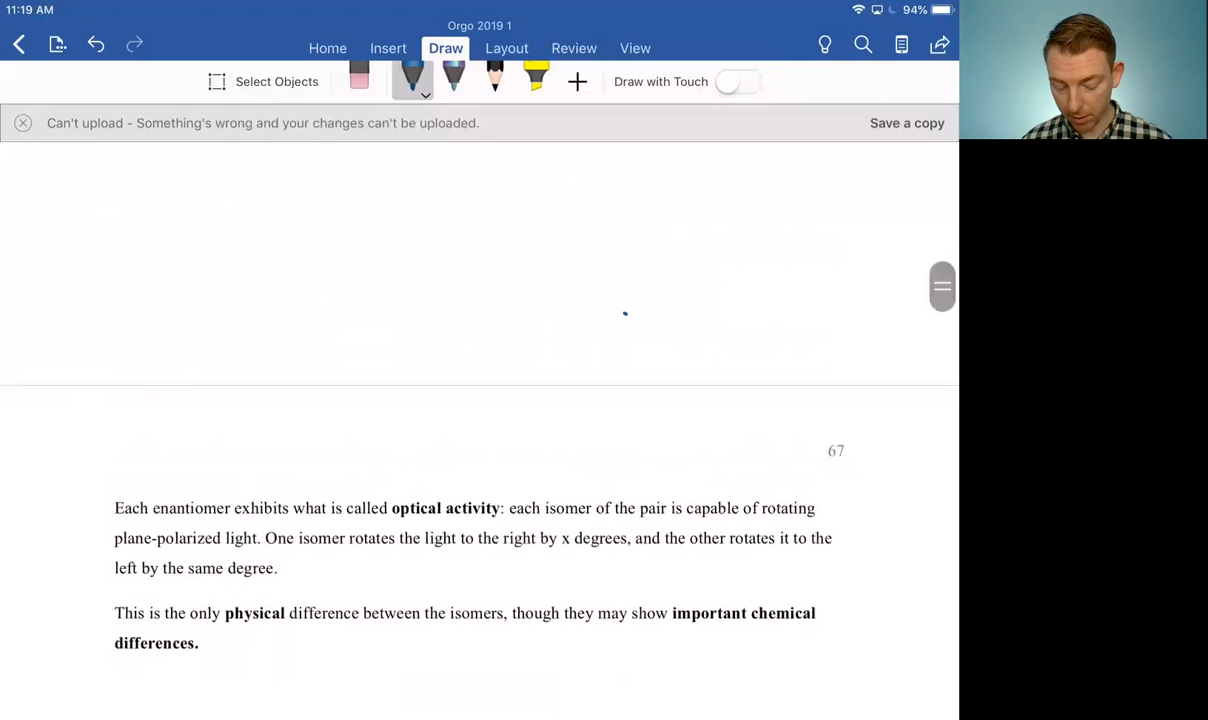 11:19 AM
94%
Orgo 2019 1
Home Insert Draw Layout Review View
Select Objects
Draw with Touch
Can't upload - Something's wrong and your changes can't be uploaded.
Save a copy
67
Each enantiomer exhibits what is called optical activity: each isomer of the pair is capable of rotating
plane-polarized light. One isomer rotates the light to the right by x degrees, and the other rotates it to the
left by the same degree.
This is the only physical difference between the isomers, though they may show important chemical
differences.